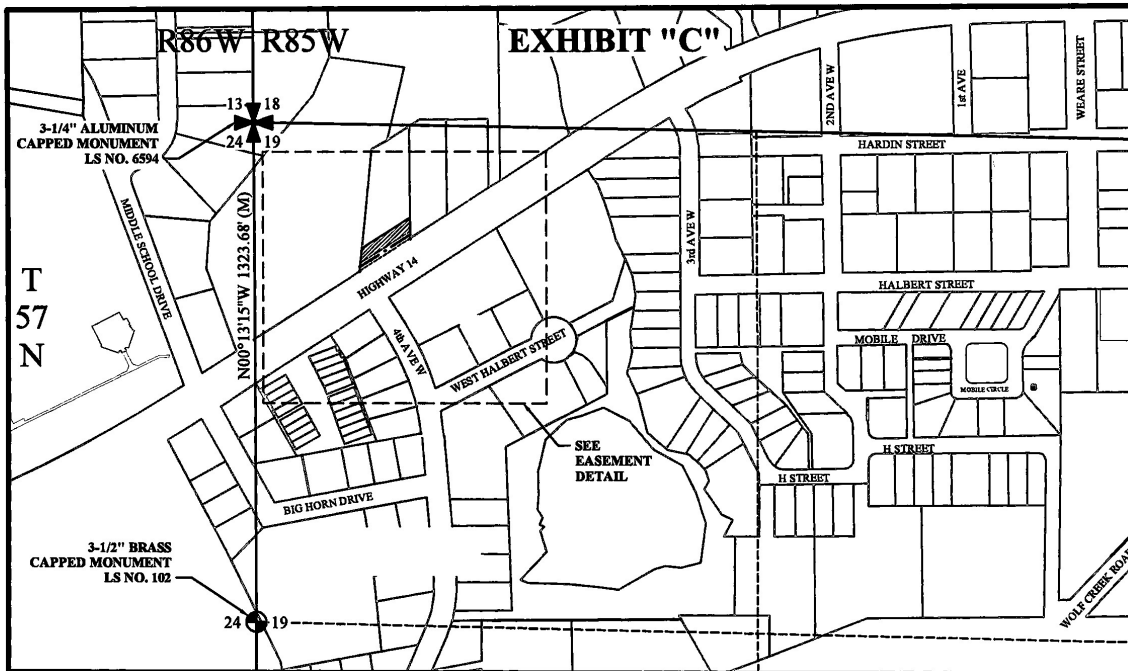 R86W R85W
EXHIBIT "C"
13 18
24 19
3-1/4" ALUMINUM
CAPPED MONUMENT
LS NO. 6594
N00°13'15"W 1323.68' (M)
MIDDLE SCHOOL DRIVE
T
57
N
HIGHWAY 14
4th AVE W
WEST HALBERT STREET
SEE
EASEMENT
DETAIL
BIG HORN DRIVE
3-1/2" BRASS
CAPPED MONUMENT
LS NO. 102
24 19
2ND AVE W
1st AVE
WEARE STREET
HARDIN STREET
3rd AVE W
HALBERT STREET
MOBILE DRIVE
MOBILE CIRCLE
H STREET
H STREET
WOLF CREEK ROAD